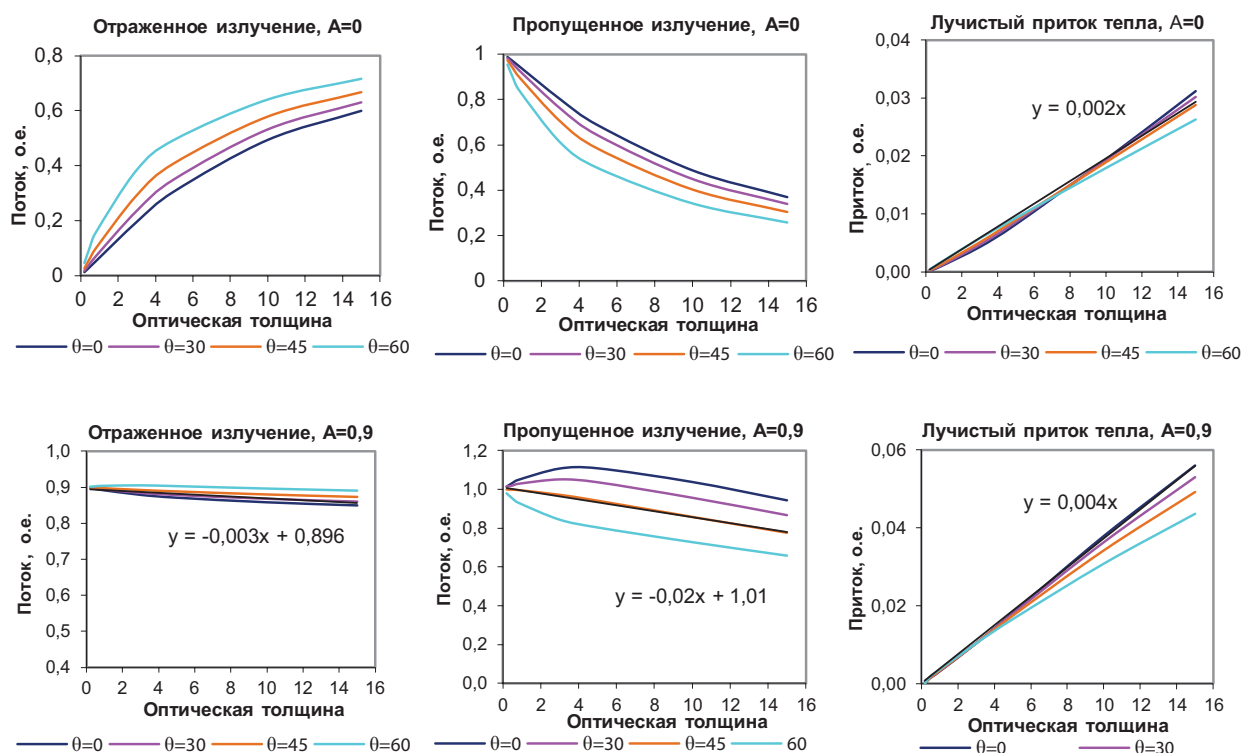 Отраженное излучение, A=0
Поток, о.е.
0,8
0,6
0,4
0,2
0
0 2 4 6 8 10 12 14 16
Оптическая толщина
θ=0 θ=30 θ=45 θ=60
Пропущенное излучение, A=0
Поток, о.е.
1
0,8
0,6
0,4
0,2
0
0 2 4 6 8 10 12 14 16
Оптическая толщина
θ=0 θ=30 θ=45 θ=60
Лучистый приток тепла, A=0
Приток, о.е.
0,04
0,03
0,02
0,01
0,00
y = 0,002x
0 2 4 6 8 10 12 14 16
Оптическая толщина
θ=0 θ=30 θ=45 θ=60
Отраженное излучение, A=0,9
Поток, о.е.
1,0
0,9
0,8
0,7
0,6
0,5
0,4
y = -0,003x + 0,896
0 2 4 6 8 10 12 14 16
Оптическая толщина
θ=0 θ=30 θ=45 θ=60
Пропущенное излучение, A=0,9
Поток, о.е.
1,2
1,0
0,8
0,6
0,4
0,2
0,0
y = -0,02x + 1,01
0 2 4 6 8 10 12 14 16
Оптическая толщина
θ=0 θ=30 θ=45 60
Лучистый приток тепла, A=0,9
Приток, о.е.
0,06
0,04
0,02
0,00
y = 0,004x
0 2 4 6 8 10 12 14 16
Оптическая толщина
θ=0 θ=30